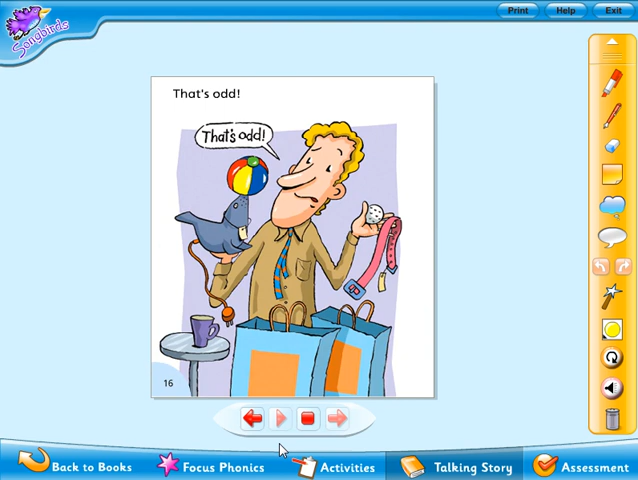 Songbirds
Print
Help
Exit
That's odd!
That's odd!
16
Back to Books
Focus Phonics
Activities
Talking Story
Assessment